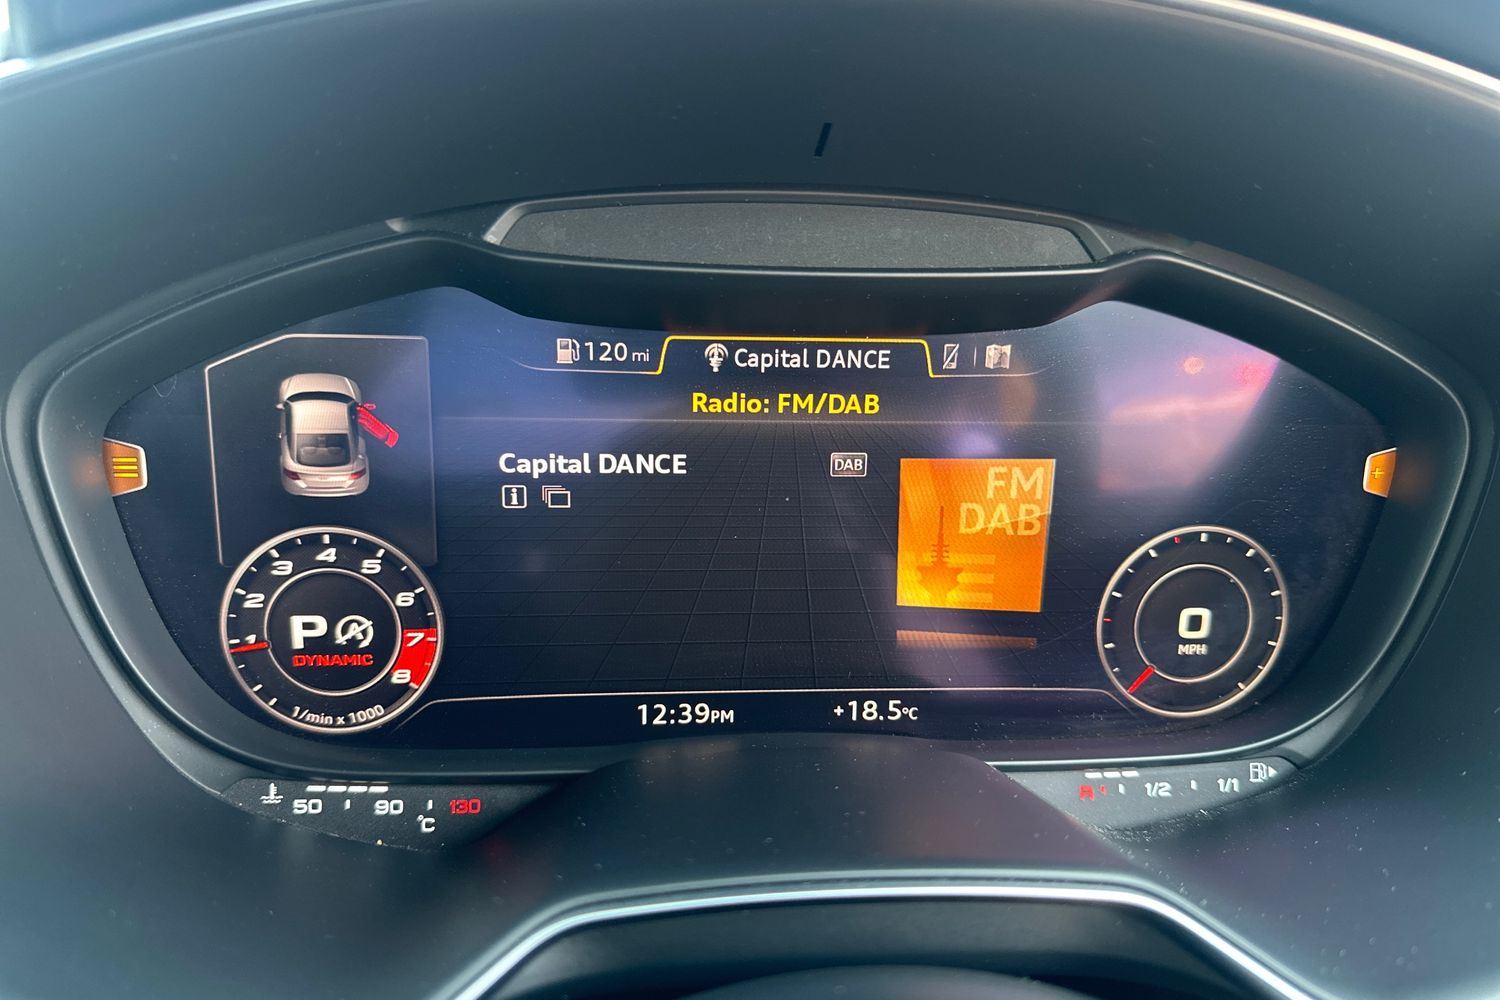 120 mi
Capital DANCE
Radio: FM/DAB
Capital DANCE
DAB
i
FM
DAB
1
2
3
4
5
6
7
8
P
DYNAMIC
1/min x 1000
0
MPH
12:39PM
+18.5°C
50
90
130
°C
R
1/2
1/1